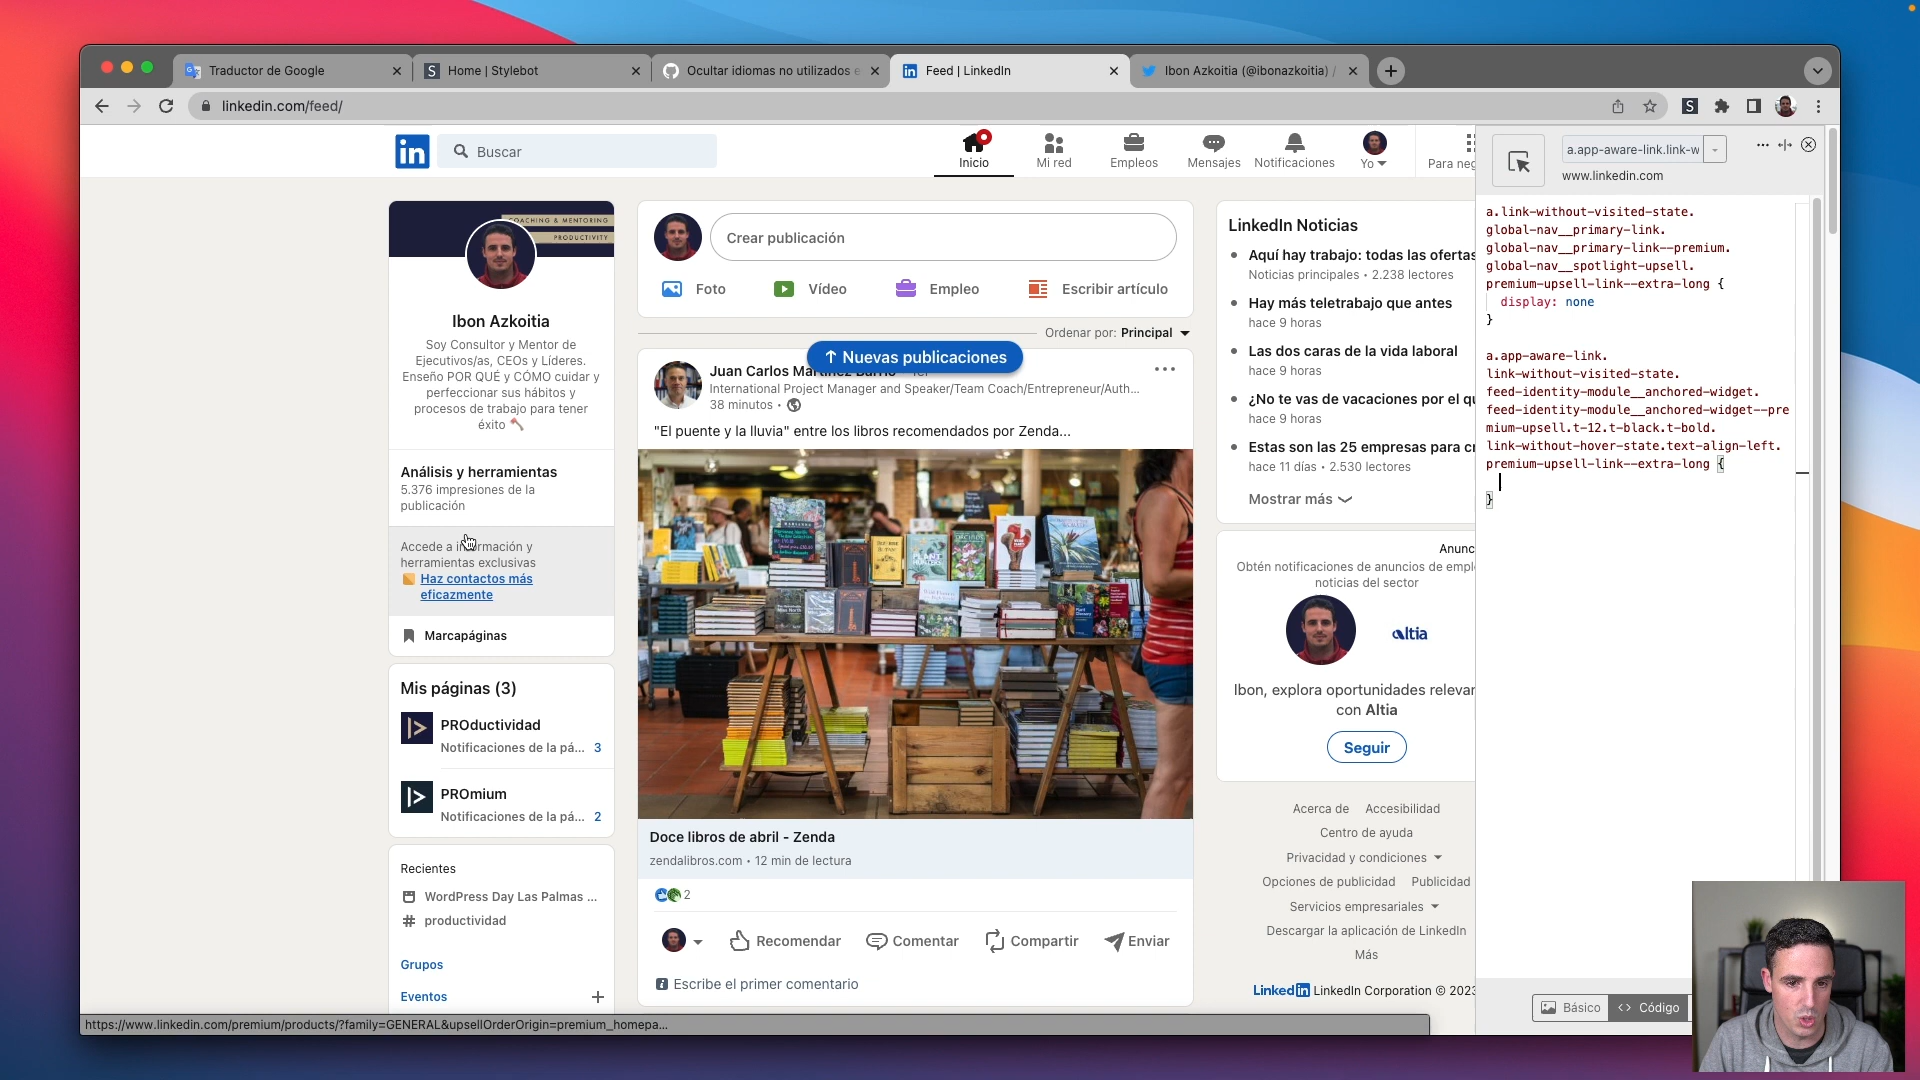 Traductor de Google
Home | Stylebot
Ocultar idiomas no utilizados e
Feed | LinkedIn
Ibon Azkoitia (@ibonazkoitia) /
linkedin.com/feed/
in
Buscar
Inicio
Mi red
Empleos
Mensajes
Notificaciones
Yo
Para neg
COACHING & MENTORING
PRODUCTIVITY
Ibon Azkoitia
Soy Consultor y Mentor de
Ejecutivos/as, CEOs y Líderes.
Enseño POR QUÉ y CÓMO cuidar y
perfeccionar sus hábitos y
procesos de trabajo para tener
éxito
Análisis y herramientas
5.376 impresiones de la
publicación
Accede a información y
herramientas exclusivas
Haz contactos más
eficazmente
Marcapáginas
Mis páginas (3)
PROductividad
Notificaciones de la pá... 3
PROmium
Notificaciones de la pá... 2
Recientes
WordPress Day Las Palmas ...
# productividad
Grupos
Eventos
https://www.linkedin.com/premium/products/?family=GENERAL&upsellOrderOrigin=premium_homepa...
Crear publicación
Foto
Vídeo
Empleo
Escribir artículo
Ordenar por: Principal
↑ Nuevas publicaciones
Juan Carlos
International Project Manager and Speaker/Team Coach/Entrepreneur/Auth...
38 minutos •
"El puente y la lluvia" entre los libros recomendados por Zenda...
Doce libros de abril - Zenda
zendalibros.com • 12 min de lectura
2
Recomendar
Comentar
Compartir
Enviar
Escribe el primer comentario
LinkedIn Noticias
Aquí hay trabajo: todas las ofertas
Noticias principales • 2.238 lectores
Hay más teletrabajo que antes
hace 9 horas
Las dos caras de la vida laboral
hace 9 horas
¿No te vas de vacaciones por el qu
hace 9 horas
Estas son las 25 empresas para cr
hace 11 días • 2.530 lectores
Mostrar más
Anunc
Obtén notificaciones de anuncios de empl
noticias del sector
altia
Ibon, explora oportunidades relevan
con Altia
Seguir
Acerca de Accesibilidad
Centro de ayuda
Privacidad y condiciones
Opciones de publicidad Publicidad
Servicios empresariales
Descargar la aplicación de LinkedIn
Más
LinkedIn LinkedIn Corporation © 2023
a.app-aware-link.link-w
www.linkedin.com
a.link-without-visited-state.
global-nav__primary-link.
global-nav__primary-link--premium.
global-nav__spotlight-upsell.
premium-upsell-link--extra-long {
display: none
}
a.app-aware-link.
link-without-visited-state.
feed-identity-module__anchored-widget.
feed-identity-module__anchored-widget--pre
mium-upsell.t-12.t-black.t-bold.
link-without-hover-state.text-align-left.
premium-upsell-link--extra-long {
}
Básico
<> Código